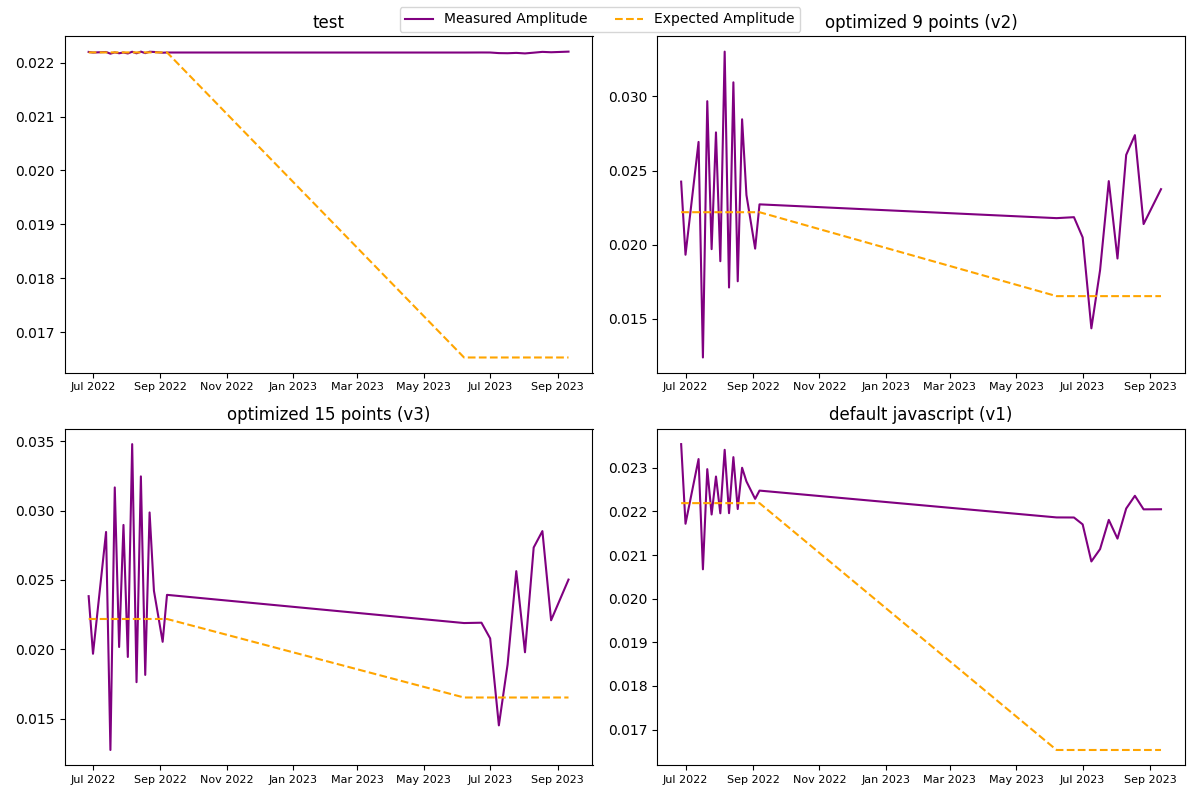 Measured Amplitude
Expected Amplitude
test
0.022
0.021
0.020
0.019
0.018
0.017
Jul 2022 Sep 2022 Nov 2022 Jan 2023 Mar 2023 May 2023 Jul 2023 Sep 2023
optimized 9 points (v2)
0.030
0.025
0.020
0.015
Jul 2022 Sep 2022 Nov 2022 Jan 2023 Mar 2023 May 2023 Jul 2023 Sep 2023
optimized 15 points (v3)
0.035
0.030
0.025
0.020
0.015
Jul 2022 Sep 2022 Nov 2022 Jan 2023 Mar 2023 May 2023 Jul 2023 Sep 2023
default javascript (v1)
0.023
0.022
0.021
0.020
0.019
0.018
0.017
Jul 2022 Sep 2022 Nov 2022 Jan 2023 Mar 2023 May 2023 Jul 2023 Sep 2023